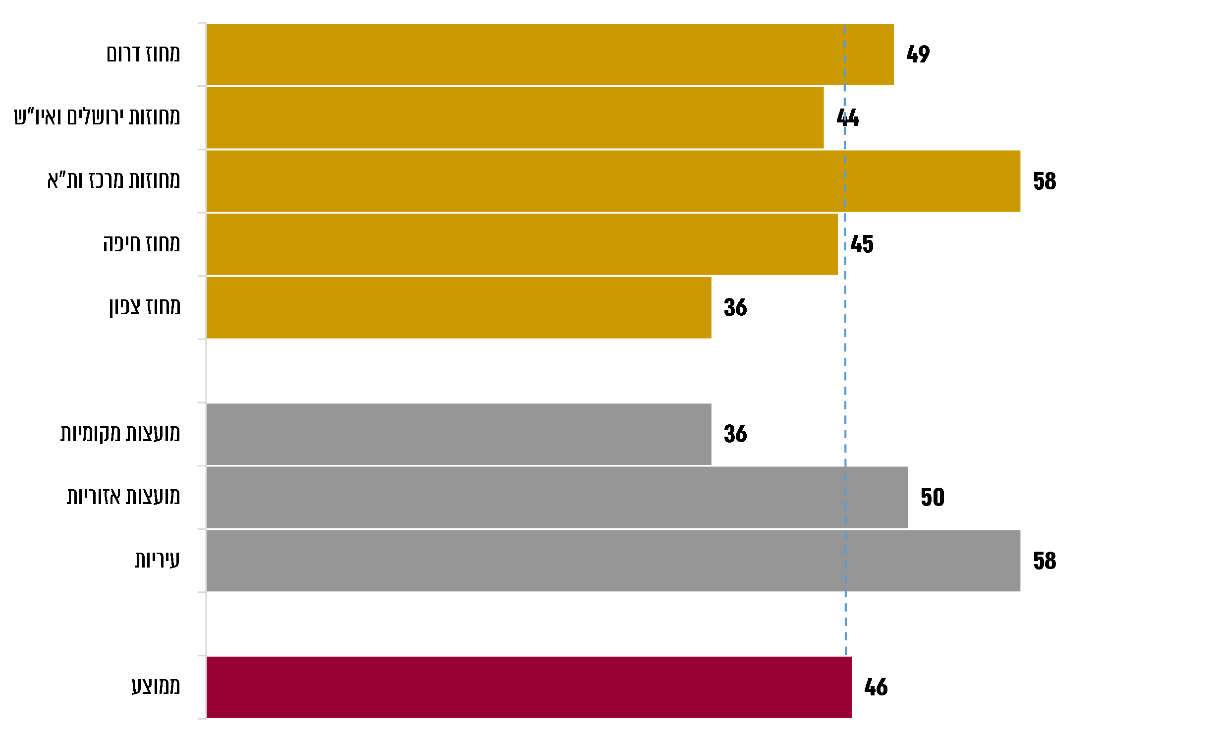 מחוז דרום 49
מחוזות ירושלים ואיו"ש 44
מחוזות מרכז ות"א 58
מחוז חיפה 45
מחוז צפון 36
מועצות מקומיות 36
מועצות אזוריות 50
עיריות 58
ממוצע 46